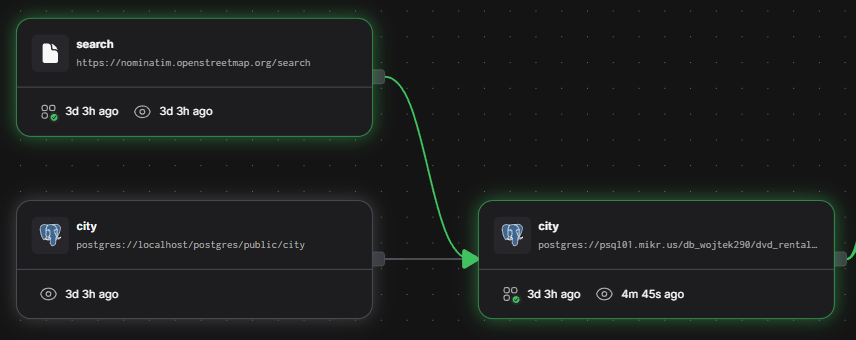 search
https://nominatim.openstreetmap.org/search
3d 3h ago 3d 3h ago
city
postgres://localhost/postgres/public/city
3d 3h ago
city
postgres://psql01.mikr.us/db_wojtek290/dvd_rental…
3d 3h ago 4m 45s ago